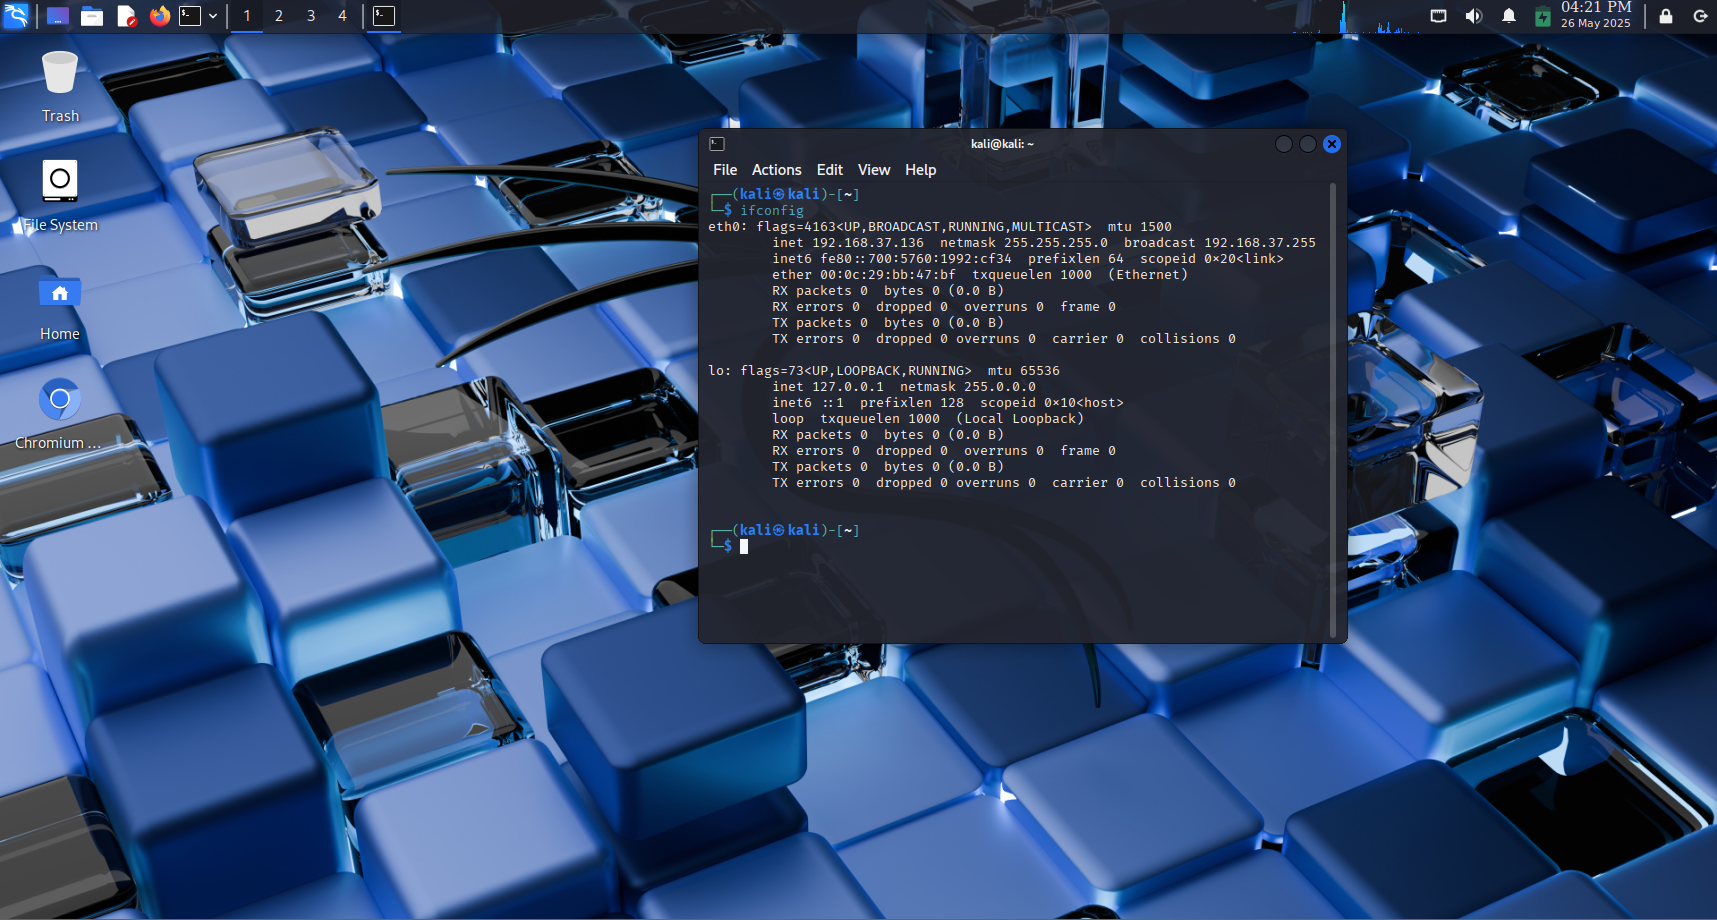 1 2 3 4
04:21 PM
26 May 2025
Trash
File System
Home
Chromium ...
kali@kali: ~
File Actions Edit View Help
┌──(kali㉿kali)-[~]
└─$ ifconfig
eth0: flags=4163<UP,BROADCAST,RUNNING,MULTICAST>  mtu 1500
        inet 192.168.37.136  netmask 255.255.255.0  broadcast 192.168.37.255
        inet6 fe80::700:5760:1992:cf34  prefixlen 64  scopeid 0×20<link>
        ether 00:0c:29:bb:47:bf  txqueuelen 1000  (Ethernet)
        RX packets 0  bytes 0 (0.0 B)
        RX errors 0  dropped 0  overruns 0  frame 0
        TX packets 0  bytes 0 (0.0 B)
        TX errors 0  dropped 0 overruns 0  carrier 0  collisions 0
lo: flags=73<UP,LOOPBACK,RUNNING>  mtu 65536
        inet 127.0.0.1  netmask 255.0.0.0
        inet6 ::1  prefixlen 128  scopeid 0×10<host>
        loop  txqueuelen 1000  (Local Loopback)
        RX packets 0  bytes 0 (0.0 B)
        RX errors 0  dropped 0  overruns 0  frame 0
        TX packets 0  bytes 0 (0.0 B)
        TX errors 0  dropped 0 overruns 0  carrier 0  collisions 0
┌──(kali㉿kali)-[~]
└─$